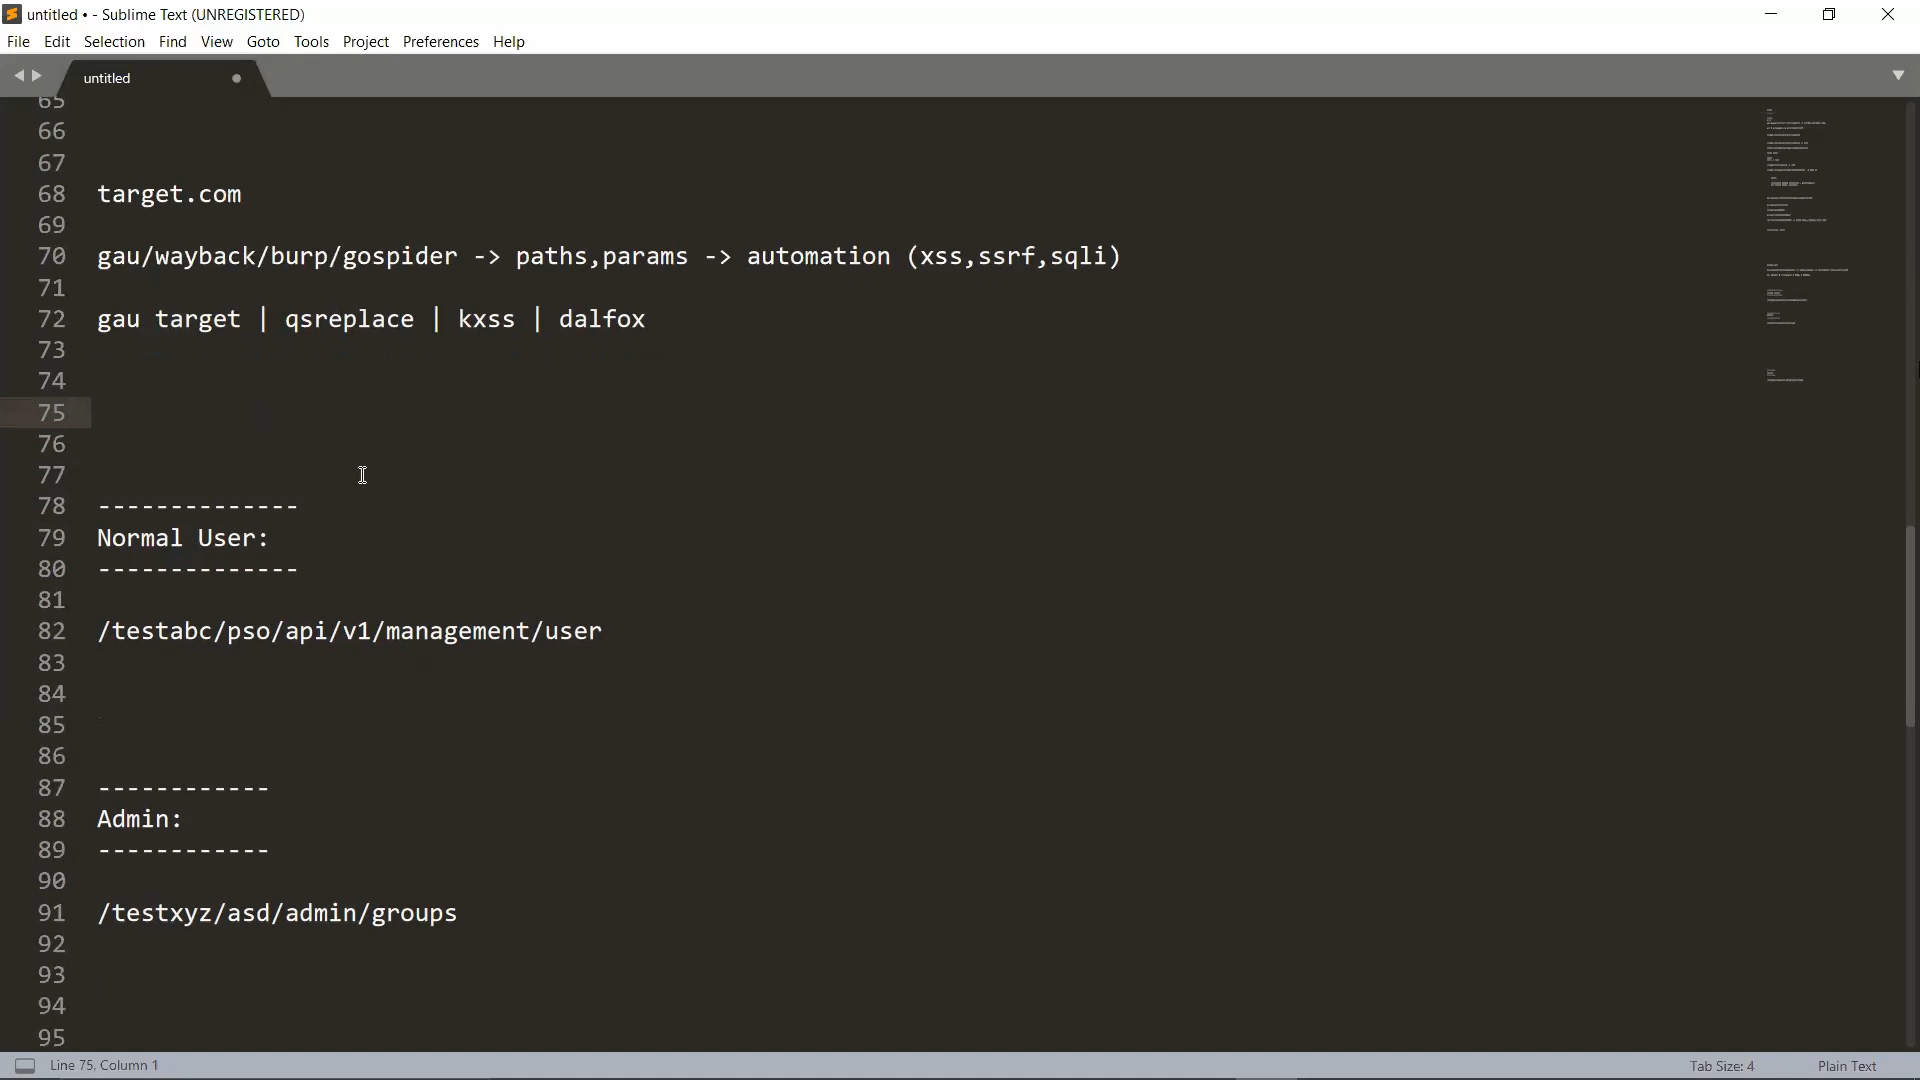 untitled • - Sublime Text (UNREGISTERED)
File Edit Selection Find View Goto Tools Project Preferences Help
untitled
65
66
67
68 target.com
69
70 gau/wayback/burp/gospider -> paths,params -> automation (xss,ssrf,sqli)
71
72 gau target | qsreplace | kxss | dalfox
73
74
75
76
77
78 --------------
79 Normal User:
80 --------------
81
82 /testabc/pso/api/v1/management/user
83
84
85
86
87 ------------
88 Admin:
89 ------------
90
91 /testxyz/asd/admin/groups
92
93
94
95
Line 75, Column 1 Tab Size: 4 Plain Text